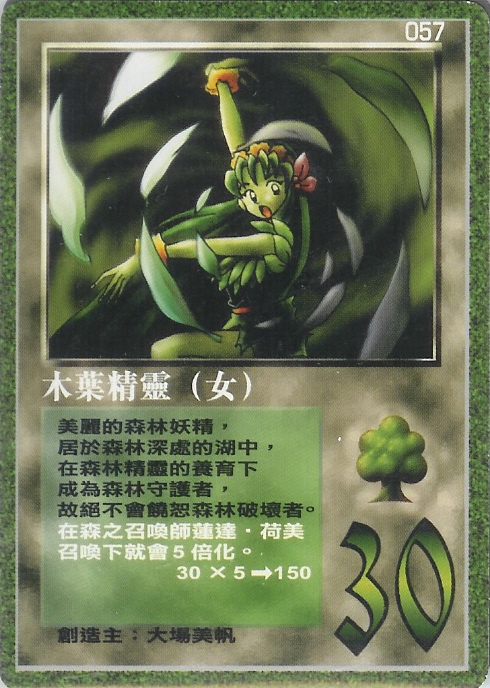 057
木葉精靈（女）
美麗的森林妖精，
居於森林深處的湖中，
在森林精靈的養育下
成為森林守護者，
故絕不會饒恕森林破壞者。
在森之召喚師蓮達．荷美
召喚下就會5倍化。
30 × 5 ➡150
30
創造主：大場美帆